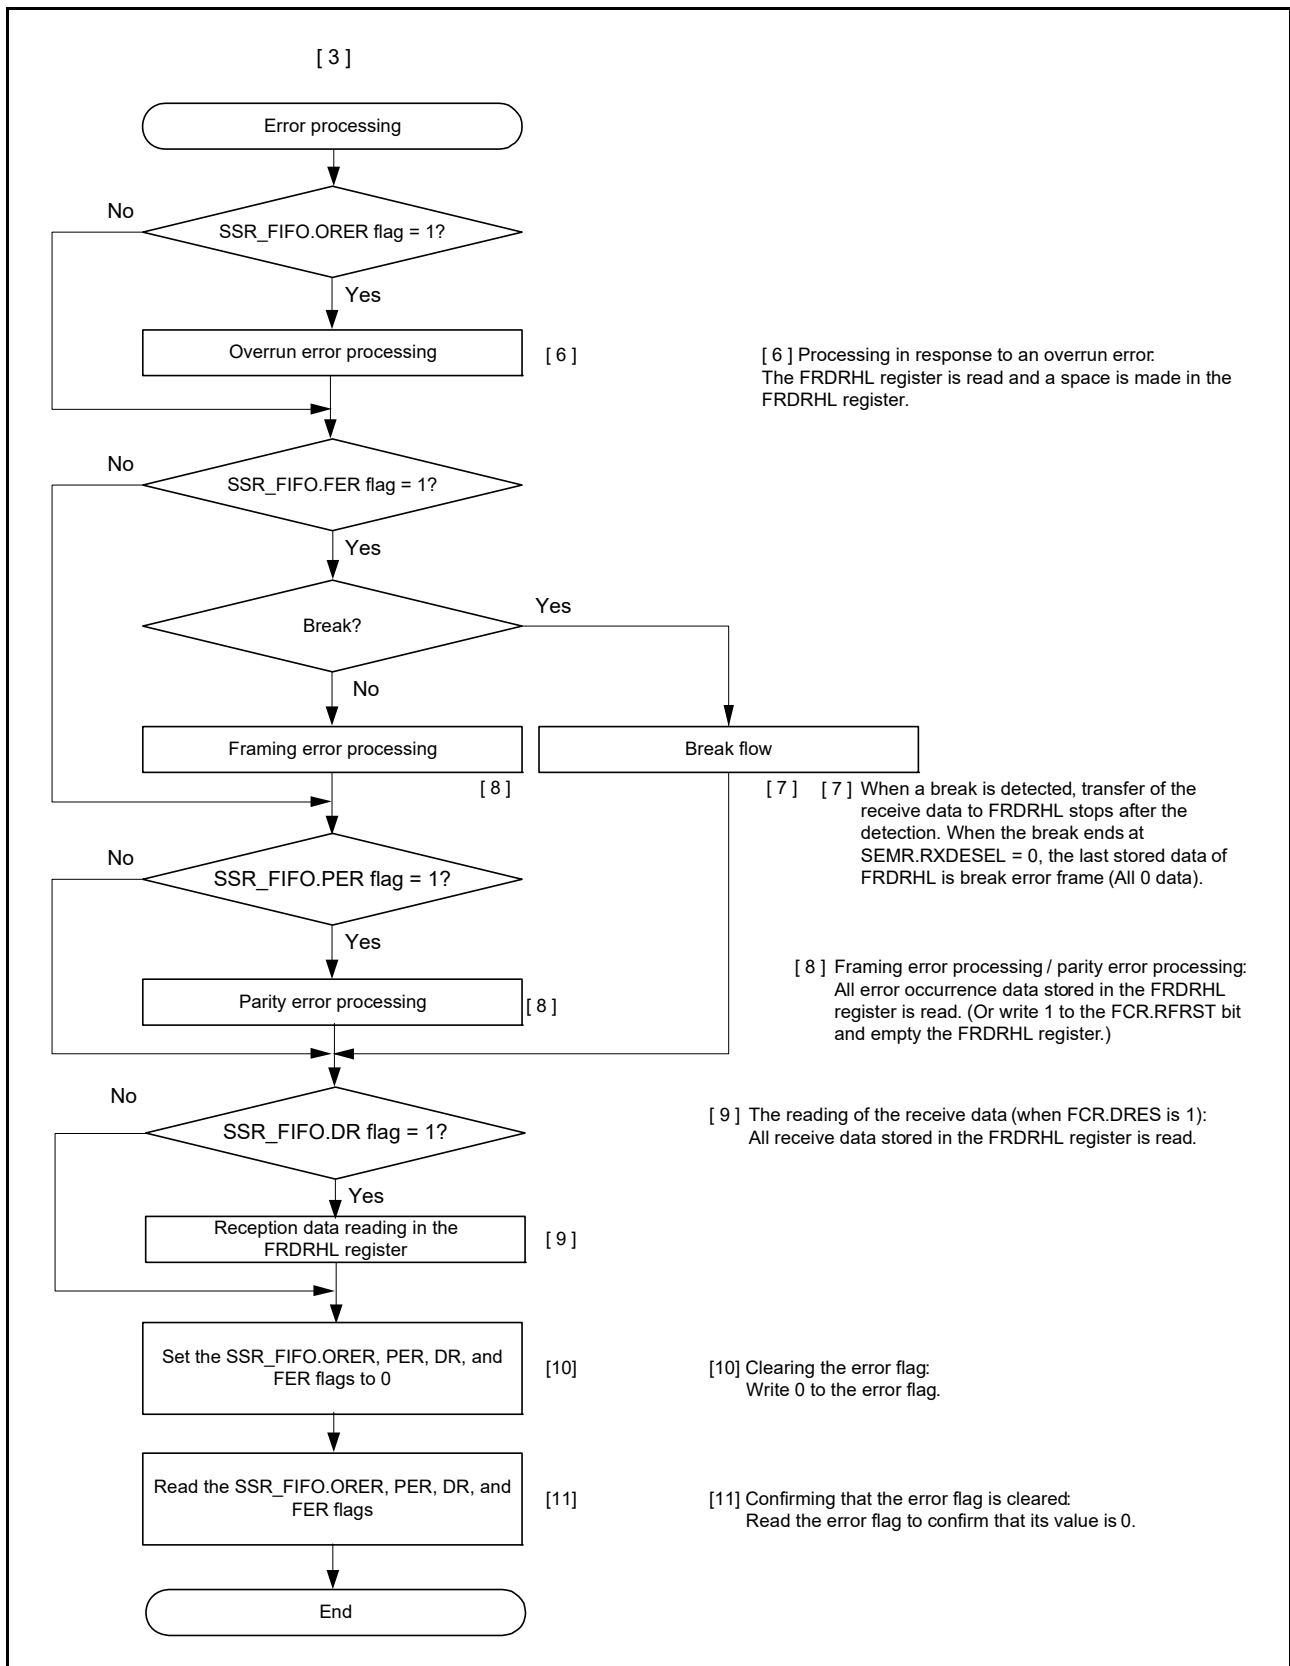 [ 3 ]
Error processing
No
SSR_FIFO.ORER flag = 1?
Yes
Overrun error processing
[ 6 ]
[ 6 ] Processing in response to an overrun error:
The FRDRHL register is read and a space is made in the
FRDRHL register.
No
SSR_FIFO.FER flag = 1?
Yes
Break?
Yes
No
Framing error processing
[ 8 ]
Break flow
[ 7 ]
[ 7 ] When a break is detected, transfer of the
receive data to FRDRHL stops after the
detection. When the break ends at
SEMR.RXDESEL = 0, the last stored data of
FRDRHL is break error frame (All 0 data).
No
SSR_FIFO.PER flag = 1?
Yes
Parity error processing
[ 8 ]
[ 8 ] Framing error processing / parity error processing:
All error occurrence data stored in the FRDRHL
register is read. (Or write 1 to the FCR.RFRST bit
and empty the FRDRHL register.)
No
SSR_FIFO.DR flag = 1?
Yes
[ 9 ] The reading of the receive data (when FCR.DRES is 1):
All receive data stored in the FRDRHL register is read.
Reception data reading in the
FRDRHL register
[ 9 ]
Set the SSR_FIFO.ORER, PER, DR, and
FER flags to 0
[10]
[10] Clearing the error flag:
Write 0 to the error flag.
Read the SSR_FIFO.ORER, PER, DR, and
FER flags
[11]
[11] Confirming that the error flag is cleared:
Read the error flag to confirm that its value is 0.
End